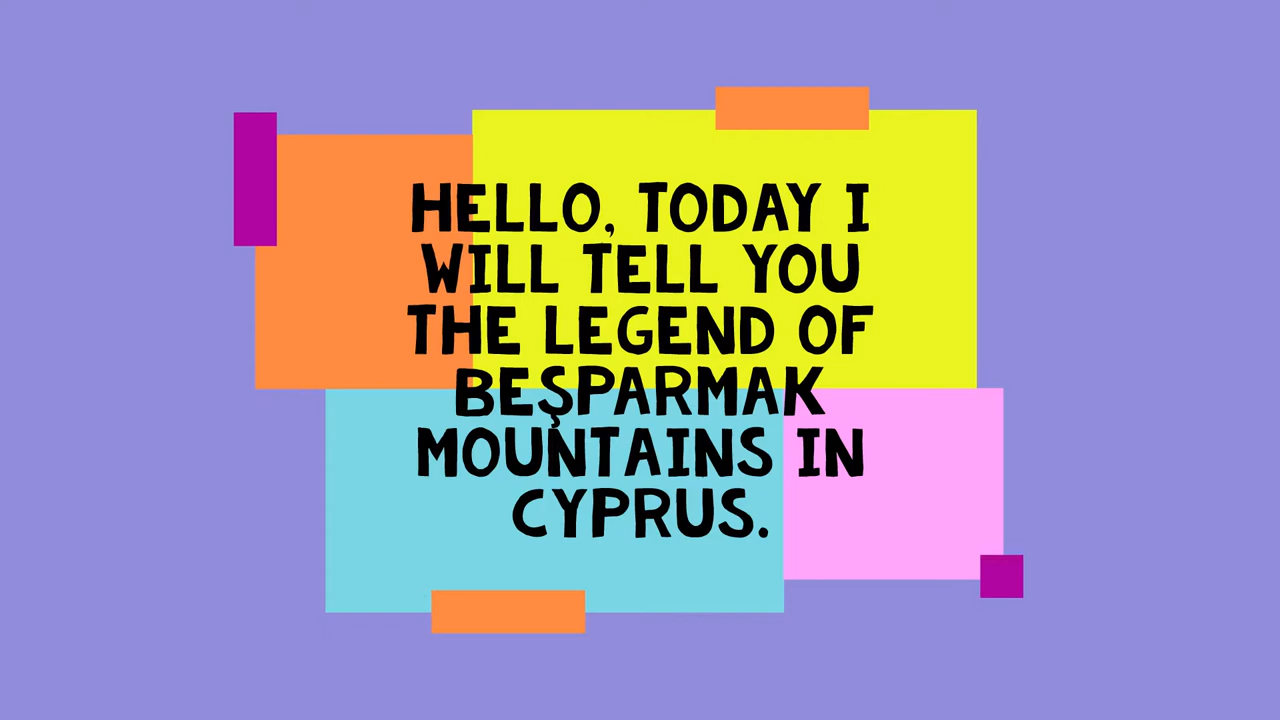 HELLO, TODAY I
WILL TELL YOU
THE LEGEND OF
BEŞPARMAK
MOUNTAINS IN
CYPRUS.